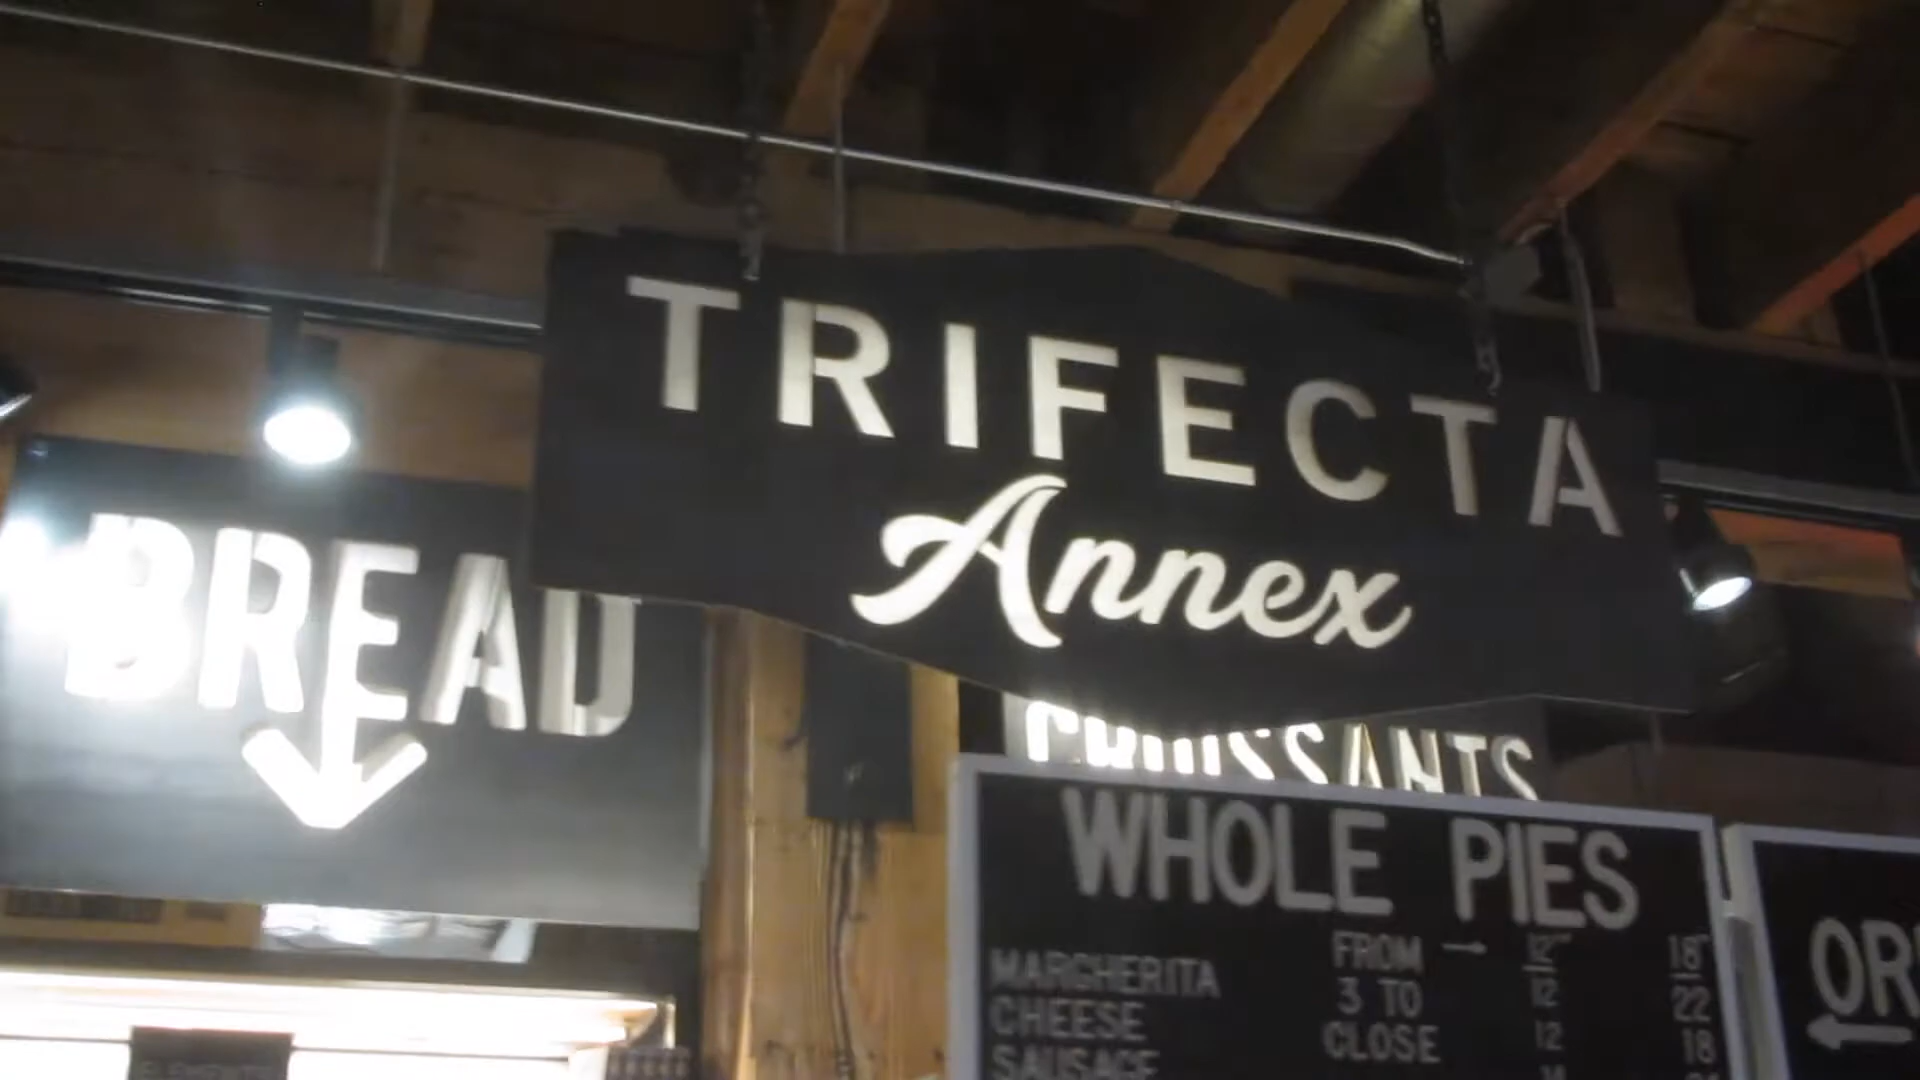 TRIFECTA
Annex
BREAD
CROISSANTS
WHOLE PIES
FROM → 12" 18"
MARGHERITA 3 TO 12 22
CHEESE CLOSE 12 18
SAUSAGE
OR
←